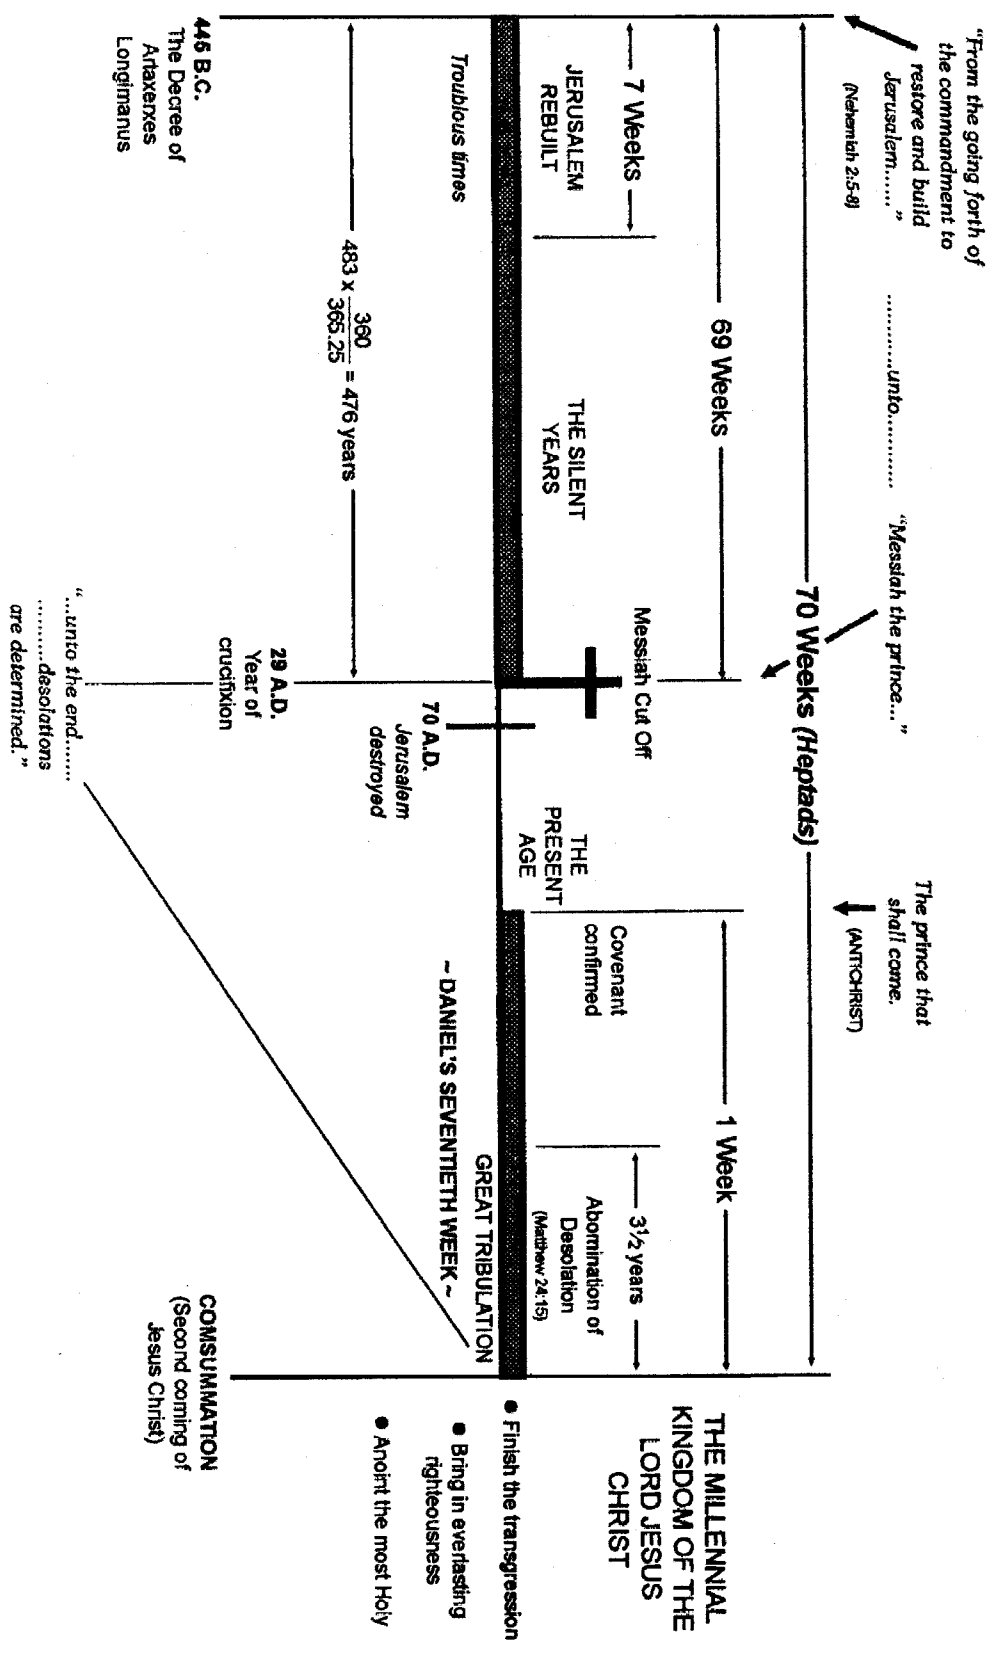 "From the going forth of
the commandment to
restore and build
Jerusalem......"
(Nehemiah 2:5-8)
............unto............
"Messiah the prince..."
The prince that
shall come.
(ANTICHRIST)
70 Weeks (Heptads)
69 Weeks
1 Week
7 Weeks
JERUSALEM
REBUILT
THE SILENT
YEARS
Messiah Cut Off
THE
PRESENT
AGE
Covenant
confirmed
3½ years
Abomination of
Desolation
(Matthew 24:15)
THE MILLENNIAL
KINGDOM OF THE
LORD JESUS
CHRIST
Troublous times
70 A.D.
Jerusalem
destroyed
GREAT TRIBULATION
~ DANIEL'S SEVENTIETH WEEK ~
● Finish the transgression
● Bring in everlasting
righteousness
● Anoint the most Holy
483 x 360
365.25 = 476 years
445 B.C.
The Decree of
Artaxerxes
Longimanus
29 A.D.
Year of
crucifixion
COMSUMMATION
(Second coming of
Jesus Christ)
"...unto the end.......
.........desolations
are determined."